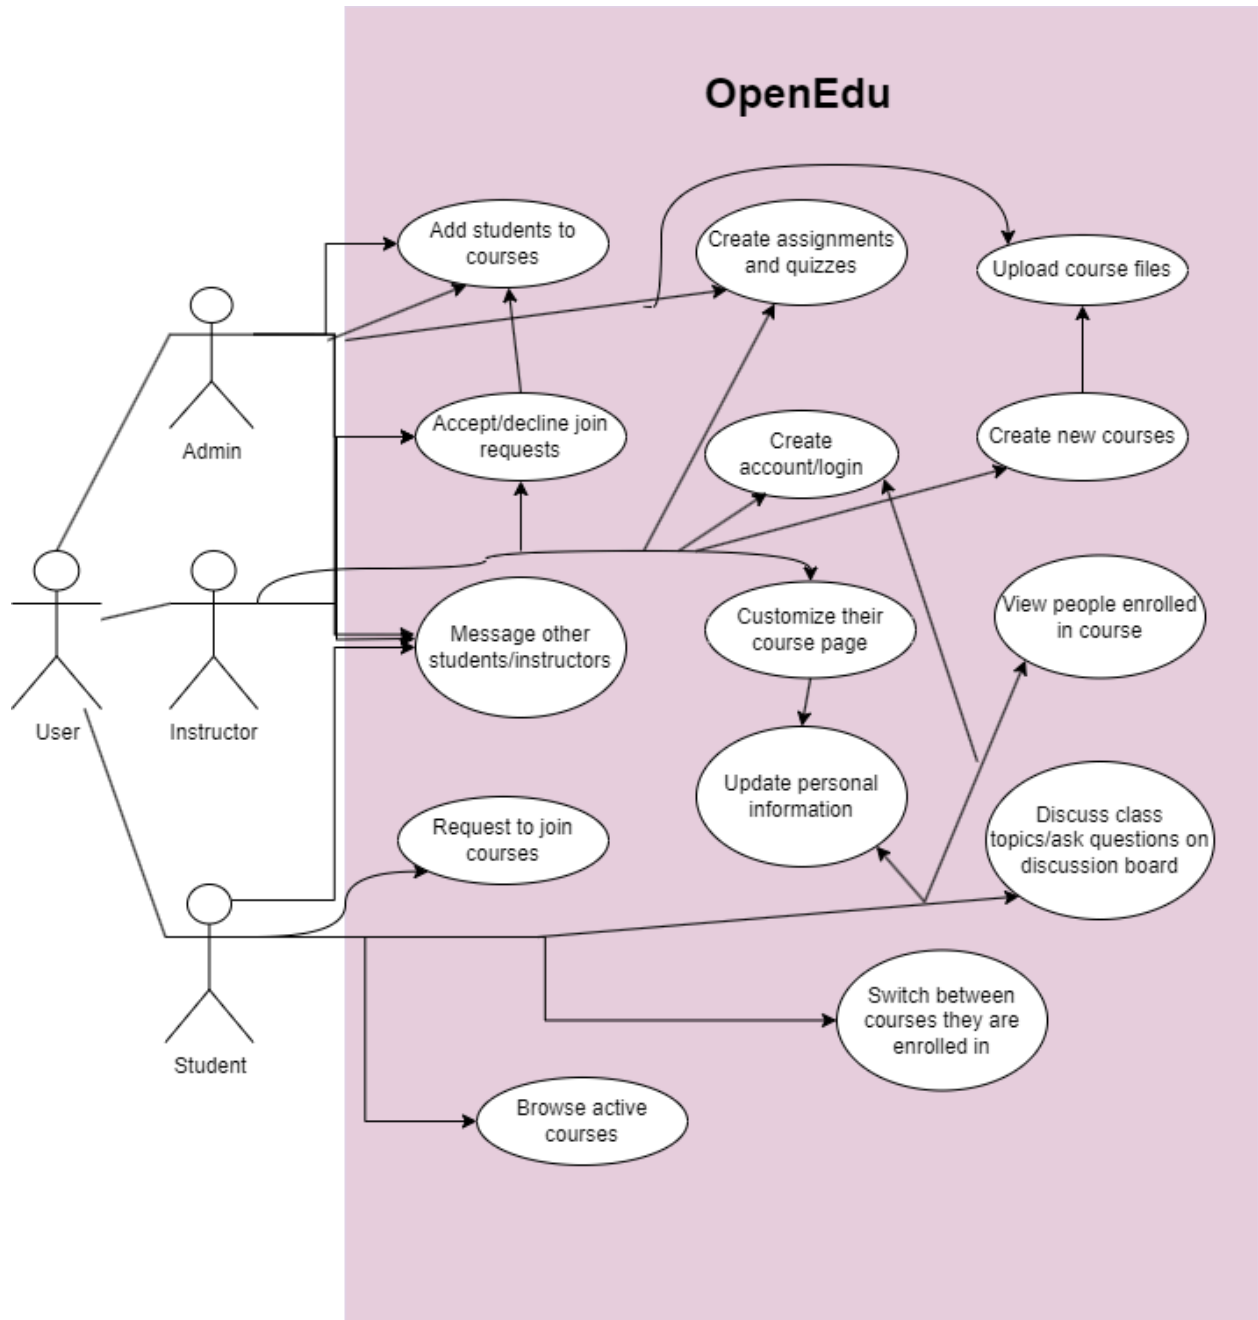 OpenEdu
Add students to
courses
Create assignments
and quizzes
Upload course files
Admin
Accept/decline join
requests
Create
account/login
Create new courses
User
Instructor
Message other
students/instructors
Customize their
course page
View people enrolled
in course
Update personal
information
Request to join
courses
Discuss class
topics/ask questions on
discussion board
Student
Switch between
courses they are
enrolled in
Browse active
courses